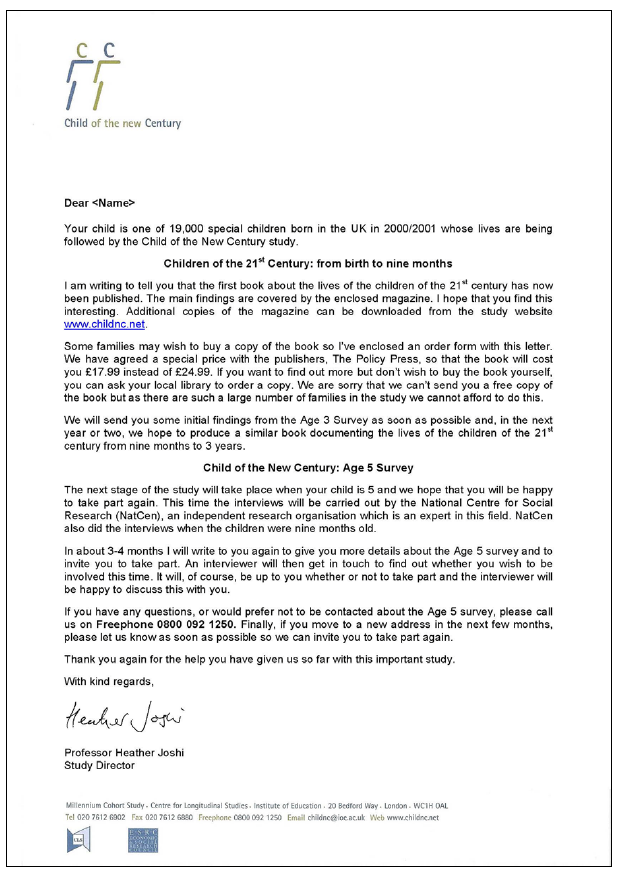 C C
Child of the new Century
Dear <Name>
Your child is one of 19,000 special children born in the UK in 2000/2001 whose lives are being
followed by the Child of the New Century study.
Children of the 21st Century: from birth to nine months
I am writing to tell you that the first book about the lives of the children of the 21st century has now
been published. The main findings are covered by the enclosed magazine. I hope that you find this
interesting. Additional copies of the magazine can be downloaded from the study website
www.childnc.net.
Some families may wish to buy a copy of the book so I've enclosed an order form with this letter.
We have agreed a special price with the publishers, The Policy Press, so that the book will cost
you £17.99 instead of £24.99. If you want to find out more but don't wish to buy the book yourself,
you can ask your local library to order a copy. We are sorry that we can't send you a free copy of
the book but as there are such a large number of families in the study we cannot afford to do this.
We will send you some initial findings from the Age 3 Survey as soon as possible and, in the next
year or two, we hope to produce a similar book documenting the lives of the children of the 21st
century from nine months to 3 years.
Child of the New Century: Age 5 Survey
The next stage of the study will take place when your child is 5 and we hope that you will be happy
to take part again. This time the interviews will be carried out by the National Centre for Social
Research (NatCen), an independent research organisation which is an expert in this field. NatCen
also did the interviews when the children were nine months old.
In about 3-4 months I will write to you again to give you more details about the Age 5 survey and to
invite you to take part. An interviewer will then get in touch to find out whether you wish to be
involved this time. It will, of course, be up to you whether or not to take part and the interviewer will
be happy to discuss this with you.
If you have any questions, or would prefer not to be contacted about the Age 5 survey, please call
us on Freephone 0800 092 1250. Finally, if you move to a new address in the next few months,
please let us know as soon as possible so we can invite you to take part again.
Thank you again for the help you have given us so far with this important study.
With kind regards,
Heather Joshi
Professor Heather Joshi
Study Director
Millennium Cohort Study - Centre for Longitudinal Studies - Institute of Education - 20 Bedford Way - London - WC1H 0AL
Tel 020 7612 6902 Fax 020 7612 6880 Freephone 0800 092 1250 Email childnc@ioe.ac.uk Web www.childnc.net
CLS
E S R C
ECONOMIC
& SOCIAL
RESEARCH
COUNCIL